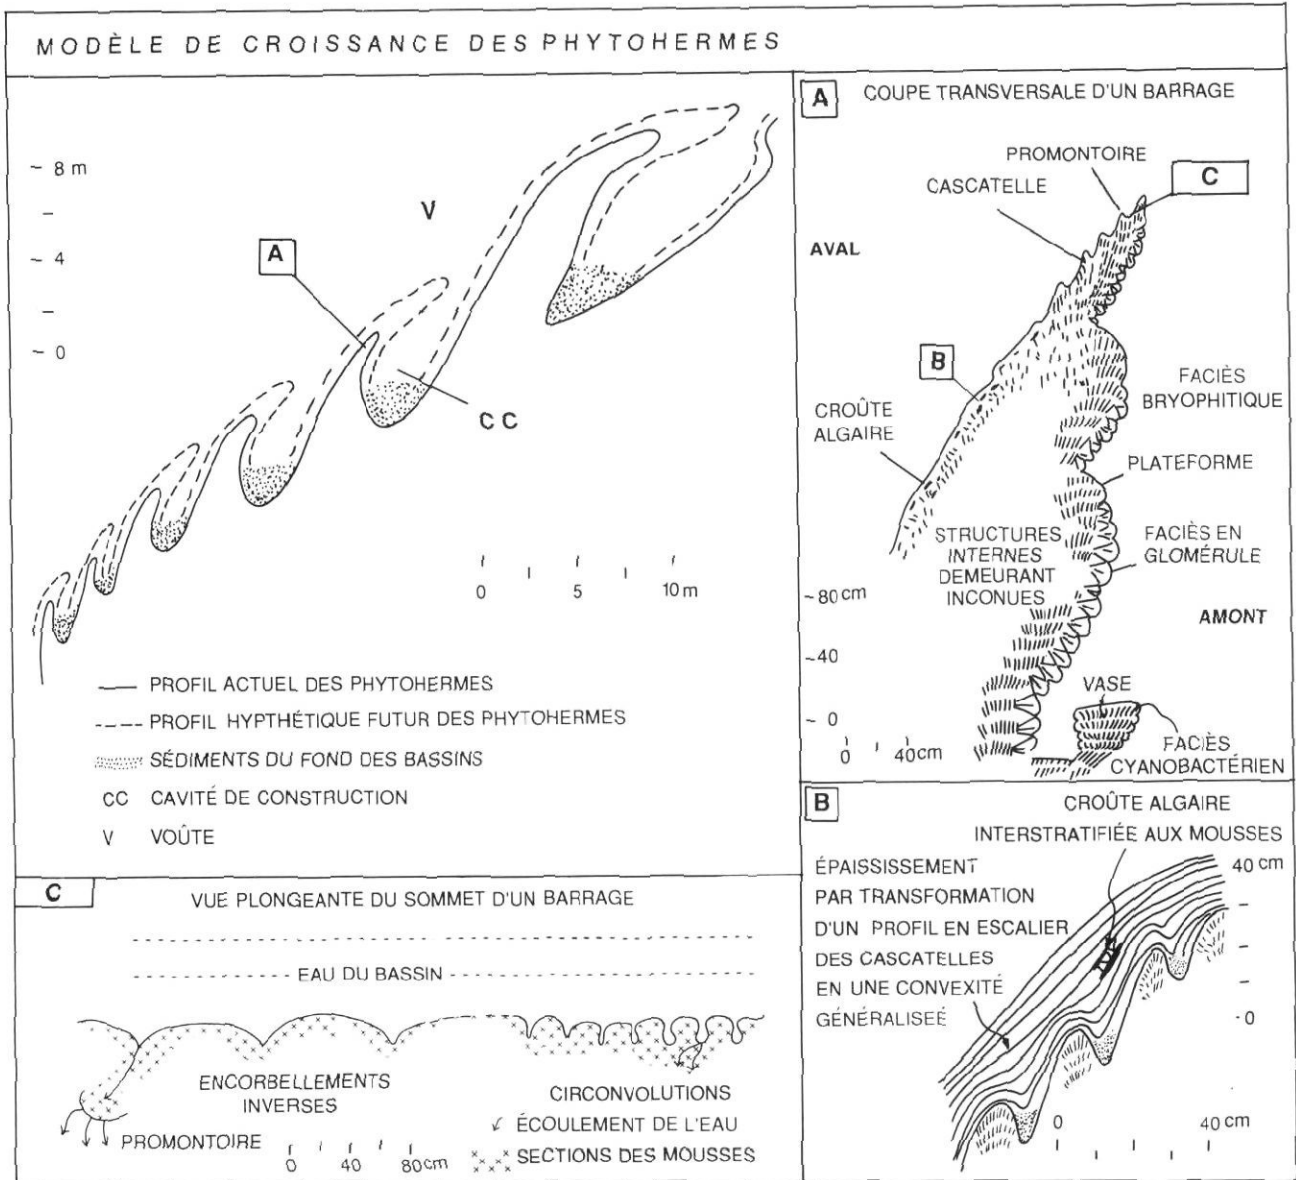 MODÈLE DE CROISSANCE DES PHYTOHERMES
~ 8 m
–
~ 4
–
~ 0
V
A
CC
0
5
10 m
PROFIL ACTUEL DES PHYTOHERMES
PROFIL HYPTHÉTIQUE FUTUR DES PHYTOHERMES
SÉDIMENTS DU FOND DES BASSINS
CC CAVITÉ DE CONSTRUCTION
V VOÛTE
A COUPE TRANSVERSALE D'UN BARRAGE
PROMONTOIRE
C
CASCATELLE
AVAL
B
CROÛTE
ALGAIRE
FACIÈS
BRYOPHITIQUE
PLATEFORME
STRUCTURES
INTERNES
DEMEURANT
INCONUES
FACIÈS EN
GLOMÉRULE
AMONT
~80 cm
~40
~ 0
0
40cm
VASE
FACIÈS
CYANOBACTÉRIEN
C
VUE PLONGEANTE DU SOMMET D'UN BARRAGE
EAU DU BASSIN
ENCORBELLEMENTS
INVERSES
PROMONTOIRE
0
40
80cm
CIRCONVOLUTIONS
ÉCOULEMENT DE L'EAU
SECTIONS DES MOUSSES
B
CROÛTE ALGAIRE
INTERSTRATIFIÉE AUX MOUSSES
ÉPAISSISSEMENT
PAR TRANSFORMATION
D'UN PROFIL EN ESCALIER
DES CASCATELLES
EN UNE CONVEXITÉ
GÉNÉRALISEÉ
40 cm
–
–
-0
0
40 cm